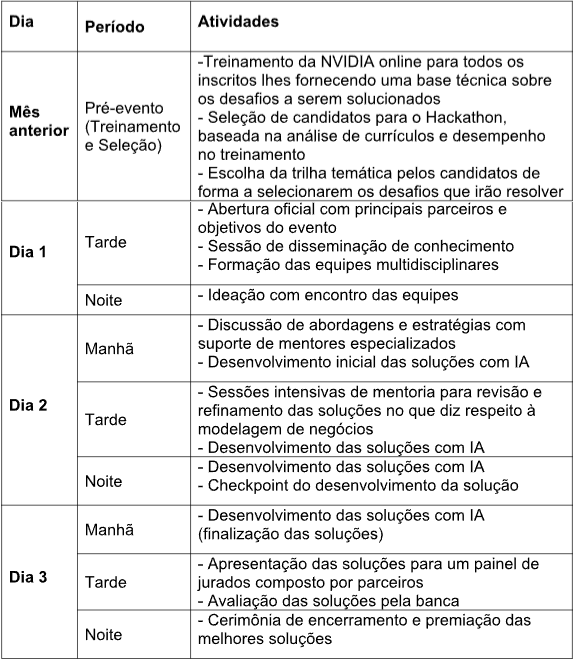 Dia Período Atividades
Mês anterior
Pré-evento
(Treinamento
e Seleção)
-Treinamento da NVIDIA online para todos os
inscritos lhes fornecendo uma base técnica sobre
os desafios a serem solucionados
- Seleção de candidatos para o Hackathon,
baseada na análise de currículos e desempenho
no treinamento
- Escolha da trilha temática pelos candidatos de
forma a selecionarem os desafios que irão resolver
Dia 1
Tarde
- Abertura oficial com principais parceiros e
objetivos do evento
- Sessão de disseminação de conhecimento
- Formação das equipes multidisciplinares
Noite
- Ideação com encontro das equipes
Dia 2
Manhã
- Discussão de abordagens e estratégias com
suporte de mentores especializados
- Desenvolvimento inicial das soluções com IA
Tarde
- Sessões intensivas de mentoria para revisão e
refinamento das soluções no que diz respeito à
modelagem de negócios
- Desenvolvimento das soluções com IA
Noite
- Desenvolvimento das soluções com IA
- Checkpoint do desenvolvimento da solução
Dia 3
Manhã
- Desenvolvimento das soluções com IA
(finalização das soluções)
Tarde
- Apresentação das soluções para um painel de
jurados composto por parceiros
- Avaliação das soluções pela banca
Noite
- Cerimônia de encerramento e premiação das
melhores soluções